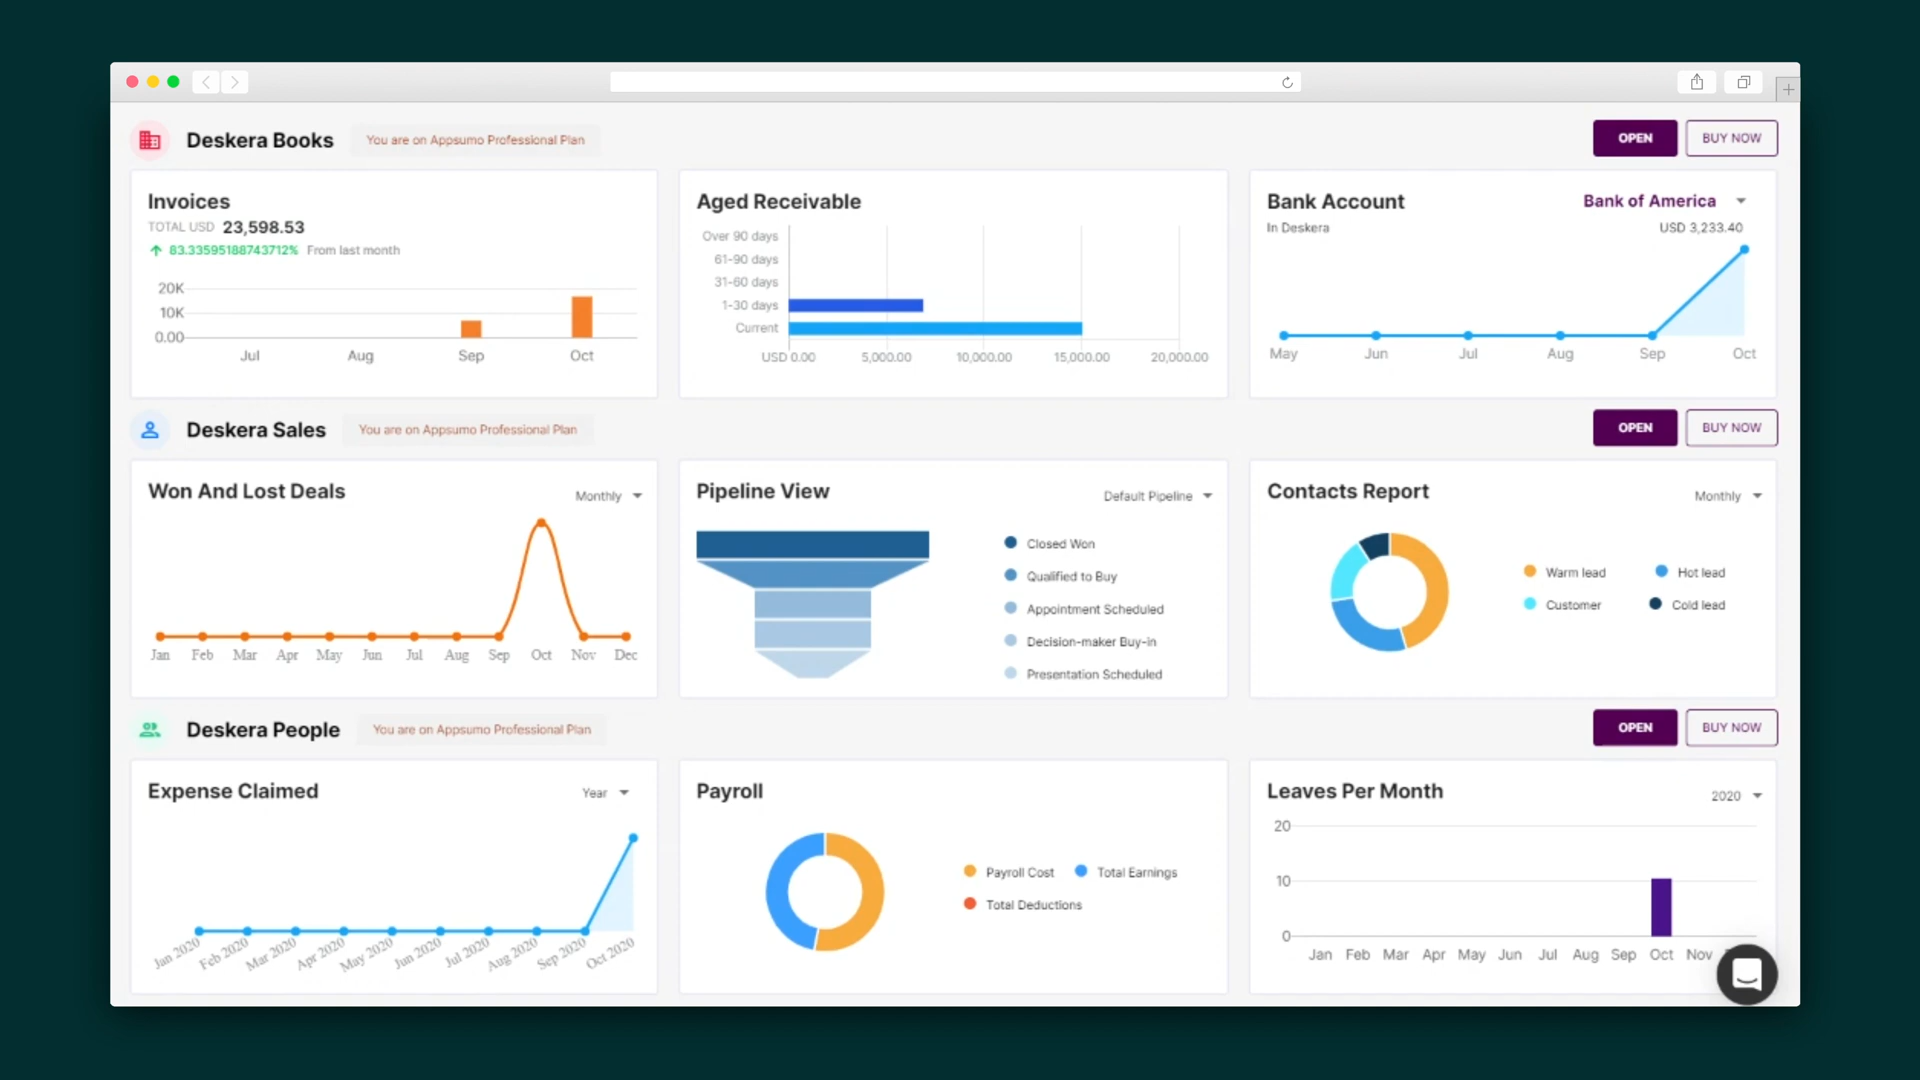 Deskera Books
You are on Appsumo Professional Plan
OPEN
BUY NOW
Invoices
TOTAL USD 23,598.53
83.33595188743712% From last month
20K
10K
0.00
Jul Aug Sep Oct
Aged Receivable
Over 90 days
61-90 days
31-60 days
1-30 days
Current
USD 0.00 5,000.00 10,000.00 15,000.00 20,000.00
Bank Account
Bank of America
In Deskera
USD 3,233.40
May Jun Jul Aug Sep Oct
Deskera Sales
You are on Appsumo Professional Plan
OPEN
BUY NOW
Won And Lost Deals
Monthly
Jan Feb Mar Apr May Jun Jul Aug Sep Oct Nov Dec
Pipeline View
Default Pipeline
Closed Won
Qualified to Buy
Appointment Scheduled
Decision-maker Buy-in
Presentation Scheduled
Contacts Report
Monthly
Warm lead Hot lead
Customer Cold lead
Deskera People
You are on Appsumo Professional Plan
OPEN
BUY NOW
Expense Claimed
Year
Jan 2020 Feb 2020 Mar 2020 Apr 2020 May 2020 Jun 2020 Jul 2020 Aug 2020 Sep 2020 Oct 2020
Payroll
Payroll Cost Total Earnings
Total Deductions
Leaves Per Month
2020
20
10
0
Jan Feb Mar Apr May Jun Jul Aug Sep Oct Nov